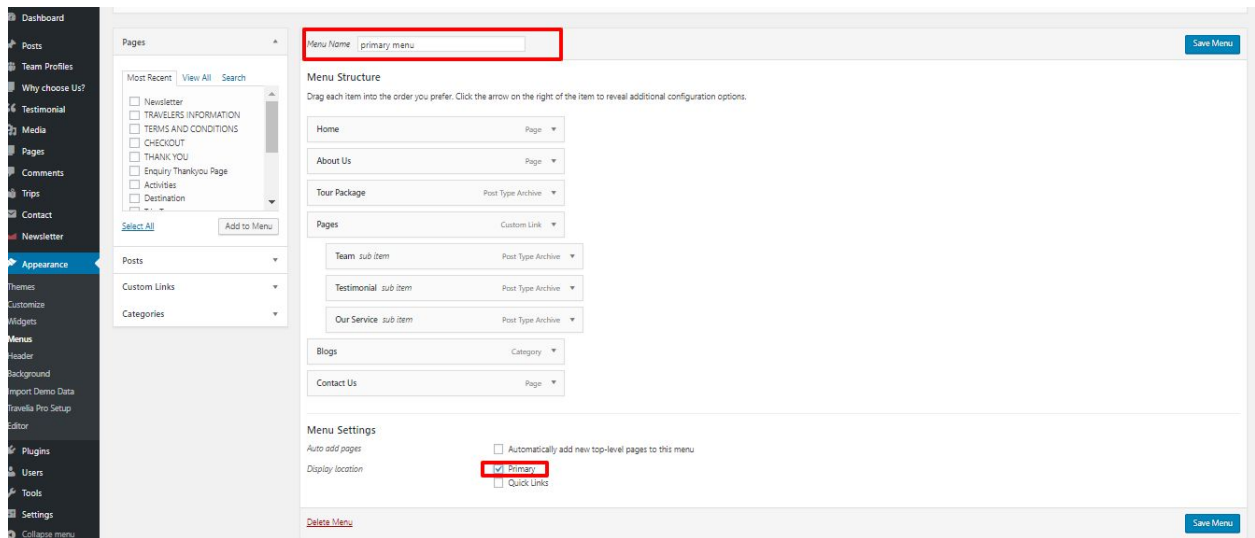 Dashboard
Posts
Team Profiles
Why choose Us?
Testimonial
Media
Pages
Comments
Trips
Contact
Newsletter
Appearance
Themes
Customize
Widgets
Menus
Header
Background
Import Demo Data
Travelia Pro Setup
Editor
Plugins
Users
Tools
Settings
Collapse menu
Pages
Most Recent View All Search
Newsletter
TRAVELERS INFORMATION
TERMS AND CONDITIONS
CHECKOUT
THANK YOU
Enquiry Thankyou Page
Activities
Destination
Select All Add to Menu
Posts
Custom Links
Categories
Menu Name primary menu
Save Menu
Menu Structure
Drag each item into the order you prefer. Click the arrow on the right of the item to reveal additional configuration options.
Home Page
About Us Page
Tour Package Post Type Archive
Pages Custom Link
Team sub item Post Type Archive
Testimonial sub item Post Type Archive
Our Service sub item Post Type Archive
Blogs Category
Contact Us Page
Menu Settings
Auto add pages Automatically add new top-level pages to this menu
Display location Primary
Quick Links
Delete Menu Save Menu